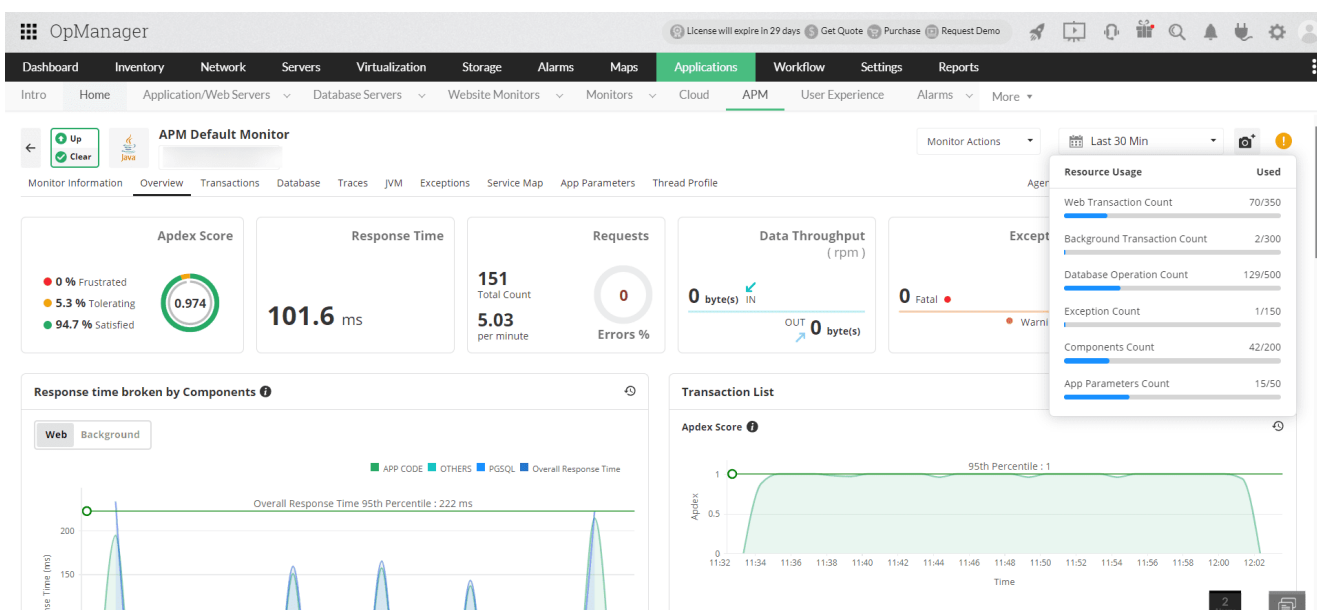 OpManager
License will expire in 29 days Get Quote Purchase Request Demo
Dashboard Inventory Network Servers Virtualization Storage Alarms Maps Applications Workflow Settings Reports
Intro Home Application/Web Servers Database Servers Website Monitors Monitors Cloud APM User Experience Alarms More
Up
Clear
Java
APM Default Monitor
Monitor Actions
Last 30 Min
Monitor Information Overview Transactions Database Traces JVM Exceptions Service Map App Parameters Thread Profile
Resource Usage Used
Web Transaction Count 70/350
Background Transaction Count 2/300
Database Operation Count 129/500
Exception Count 1/150
Components Count 42/200
App Parameters Count 15/50
Apdex Score
0 % Frustrated
5.3 % Tolerating
94.7 % Satisfied
0.974
Response Time
101.6 ms
Requests
151
Total Count
5.03
per minute
0
Errors %
Data Throughput
( rpm )
0 byte(s) IN
OUT 0 byte(s)
0 Fatal
Response time broken by Components
Web Background
APP CODE OTHERS PGSQL Overall Response Time
Overall Response Time 95th Percentile : 222 ms
200
150
Time (ms)
Transaction List
Apdex Score
95th Percentile : 1
1
0.5
0
Apdex
11:32 11:34 11:36 11:38 11:40 11:42 11:44 11:46 11:48 11:50 11:52 11:54 11:56 11:58 12:00 12:02
Time
2